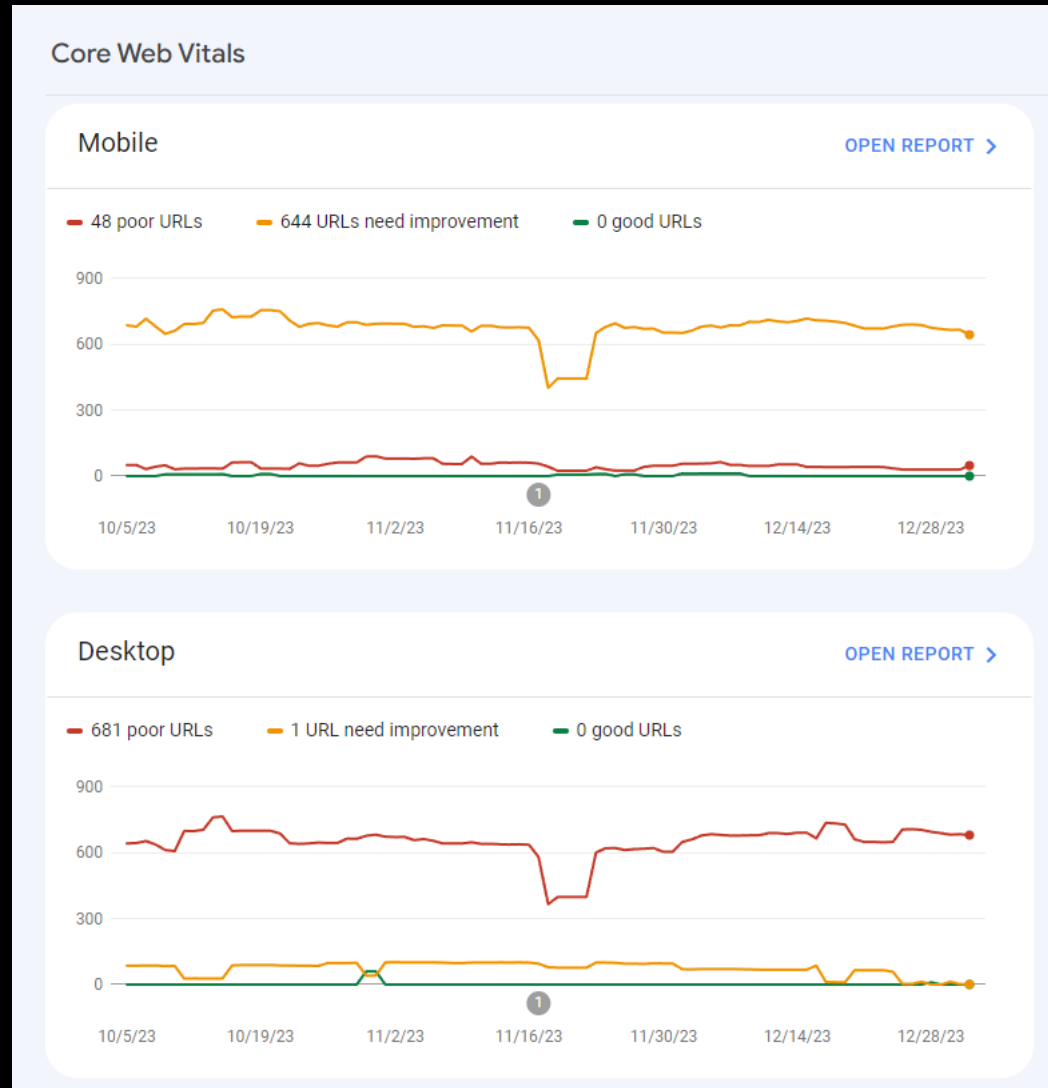 Core Web Vitals
Mobile
OPEN REPORT
48 poor URLs 644 URLs need improvement 0 good URLs
900
600
300
0
1
10/5/23 10/19/23 11/2/23 11/16/23 11/30/23 12/14/23 12/28/23
Desktop
OPEN REPORT
681 poor URLs 1 URL need improvement 0 good URLs
900
600
300
0
1
10/5/23 10/19/23 11/2/23 11/16/23 11/30/23 12/14/23 12/28/23